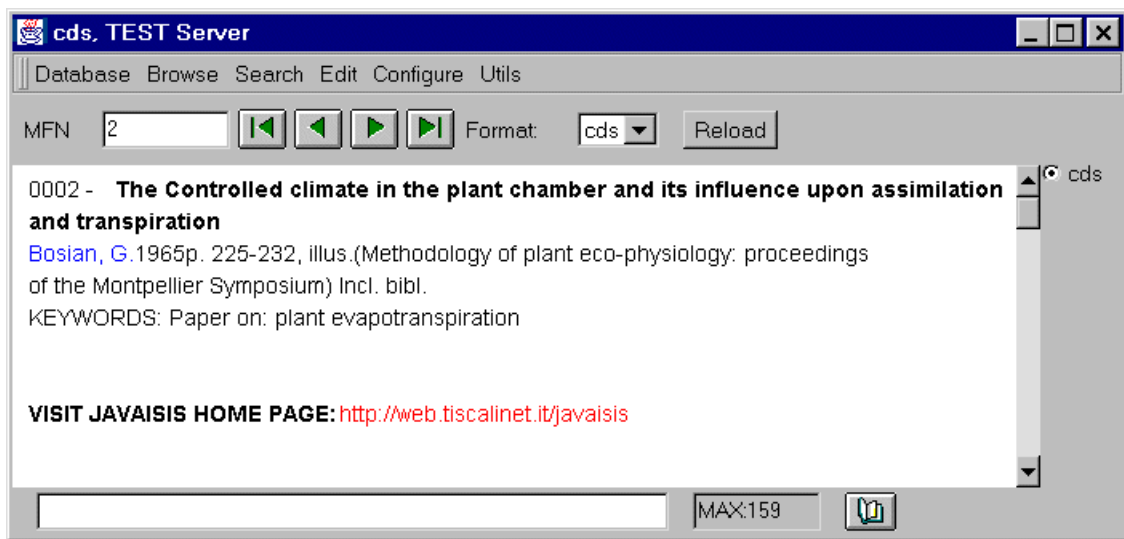 cds, TEST Server
Database Browse Search Edit Configure Utils
MFN 2 Format: cds Reload
0002 - The Controlled climate in the plant chamber and its influence upon assimilation
and transpiration
Bosian, G.1965p. 225-232, illus.(Methodology of plant eco-physiology: proceedings
of the Montpellier Symposium) Incl. bibl.
KEYWORDS: Paper on: plant evapotranspiration
VISIT JAVAISIS HOME PAGE: http://web.tiscalinet.it/javaisis
cds
MAX:159